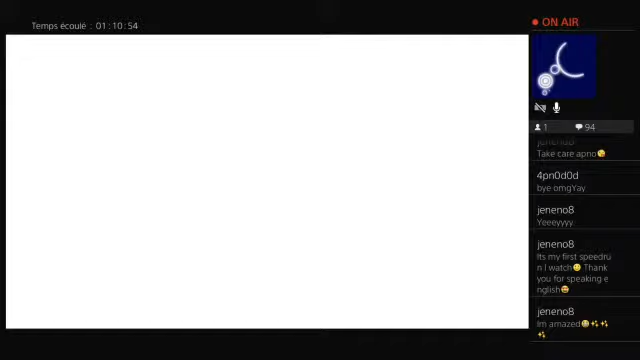 Temps écoulé : 01:10:54
ON AIR
1 94
jeneno8
Take care apno😘
4pn0d0d
bye omgYay
jeneno8
Yeeeyyyy
jeneno8
Its my first speedru
n I watch😉 Thank
you for speaking e
nglish🤓
jeneno8
Im amazed😂✨✨
✨